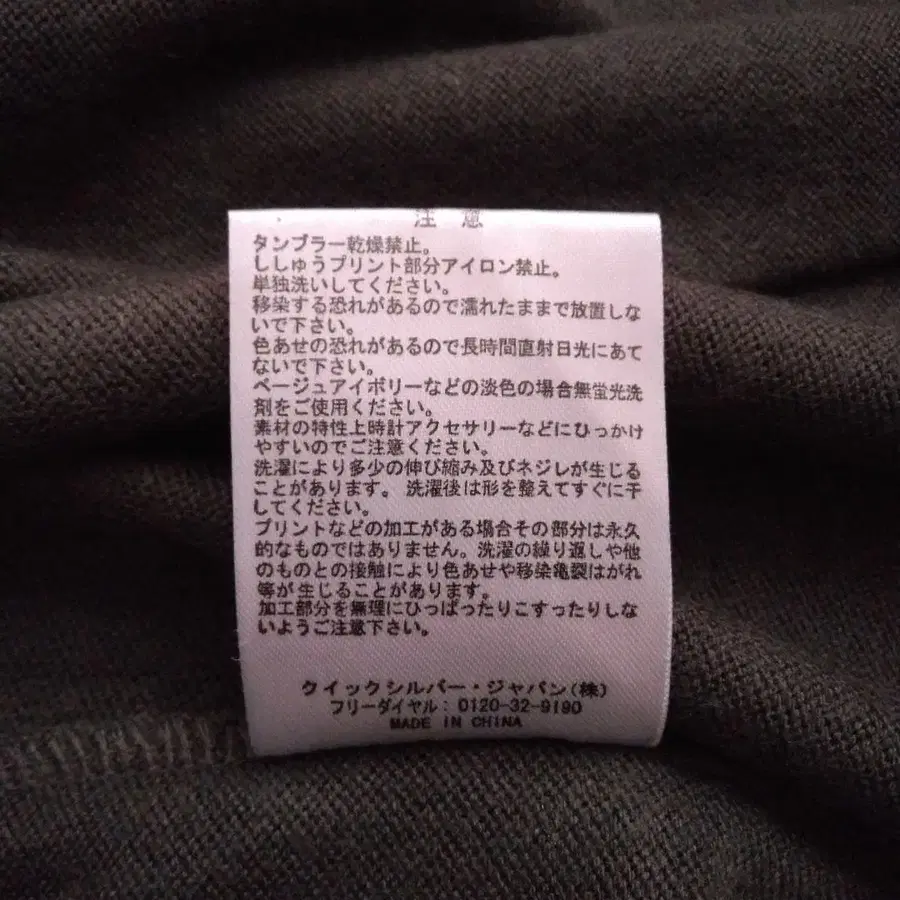 注意
タンブラー乾燥禁止。
ししゅうプリント部分アイロン禁止。
単独洗いしてください。
移染する恐れがあるので濡れたままで放置しな
いで下さい。
色あせの恐れがあるので長時間直射日光にあて
ないで下さい。
ベージュアイボリーなどの淡色の場合無蛍光洗
剤をご使用ください。
素材の特性上時計アクセサリーなどにひっかけ
やすいのでご注意ください。
洗濯により多少の伸び縮み及びネジレが生じる
ことがあります。洗濯後は形を整えてすぐに干
してください。
プリントなどの加工がある場合その部分は永久
的なものではありません。洗濯の繰り返しや他
のものとの接触により色あせや移染亀裂はがれ
等が生じることがあります。
加工部分を無理にひっぱったりこすったりしな
いようご注意下さい。
クイックシルバー・ジャパン(株)
フリーダイヤル:0120-32-9190
MADE IN CHINA